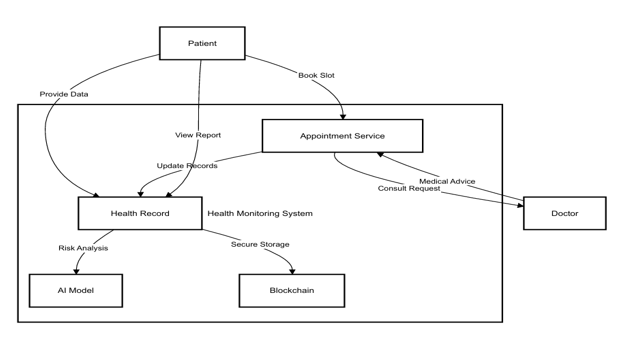 Patient
Book Slot
Provide Data
View Report
Appointment Service
Update Records
Medical Advice
Consult Request
Health Record
Health Monitoring System
Doctor
Risk Analysis
Secure Storage
AI Model
Blockchain